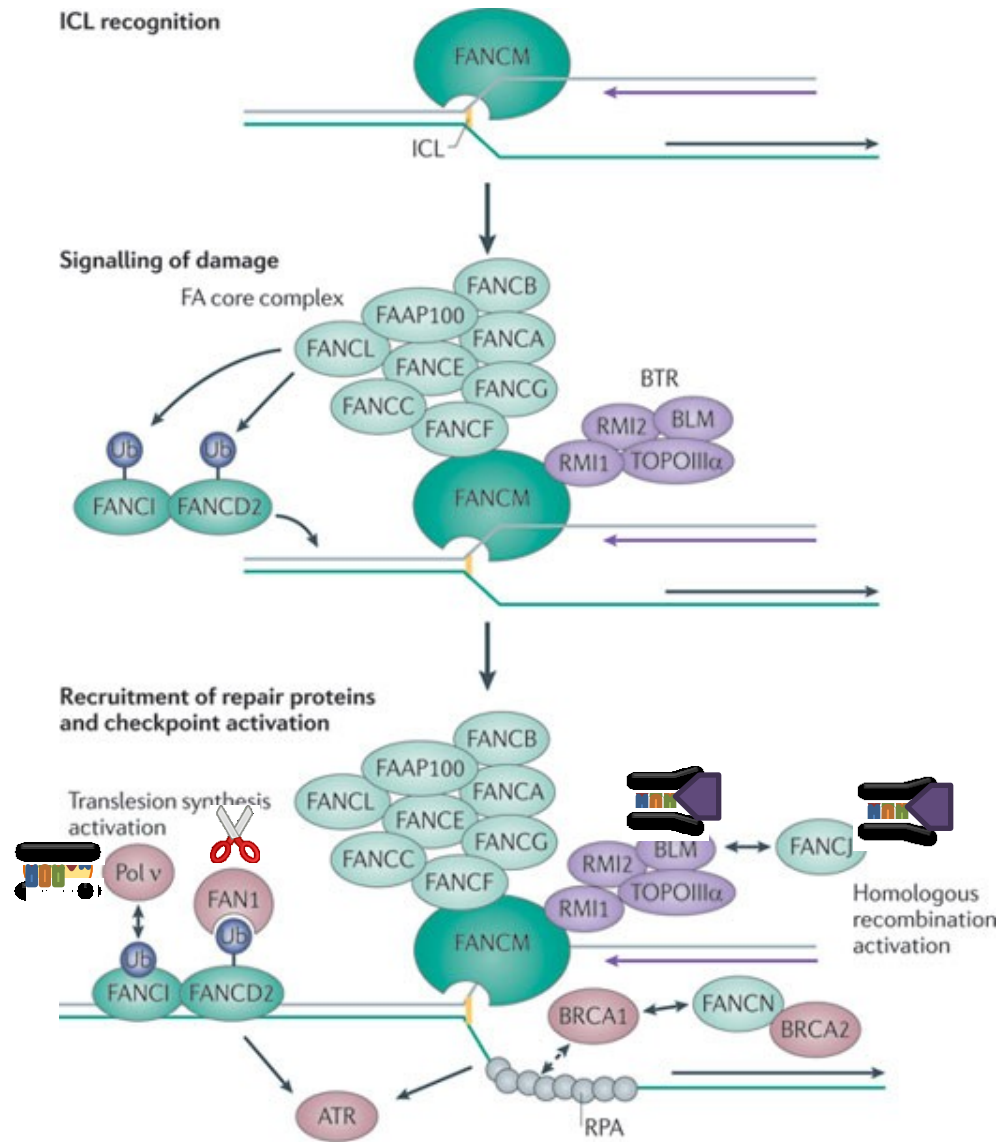 ICL recognition
FANCM
ICL
Signalling of damage
FA core complex
FANCB
FAAP100
FANCA
FANCL
FANCE
FANCG
FANCC
FANCF
BTR
RMI2
BLM
RMI1
TOPOIIIα
Ub
Ub
FANCI
FANCD2
FANCM
Recruitment of repair proteins
and checkpoint activation
FANCB
FAAP100
FANCA
FANCL
FANCE
FANCG
FANCC
FANCF
Translesion synthesis
activation
Pol ν
FAN1
Ub
Ub
FANCI
FANCD2
RMI2
BLM
RMI1
TOPOIIIα
FANCJ
Homologous
recombination
activation
FANCM
BRCA1
FANCN
BRCA2
ATR
RPA